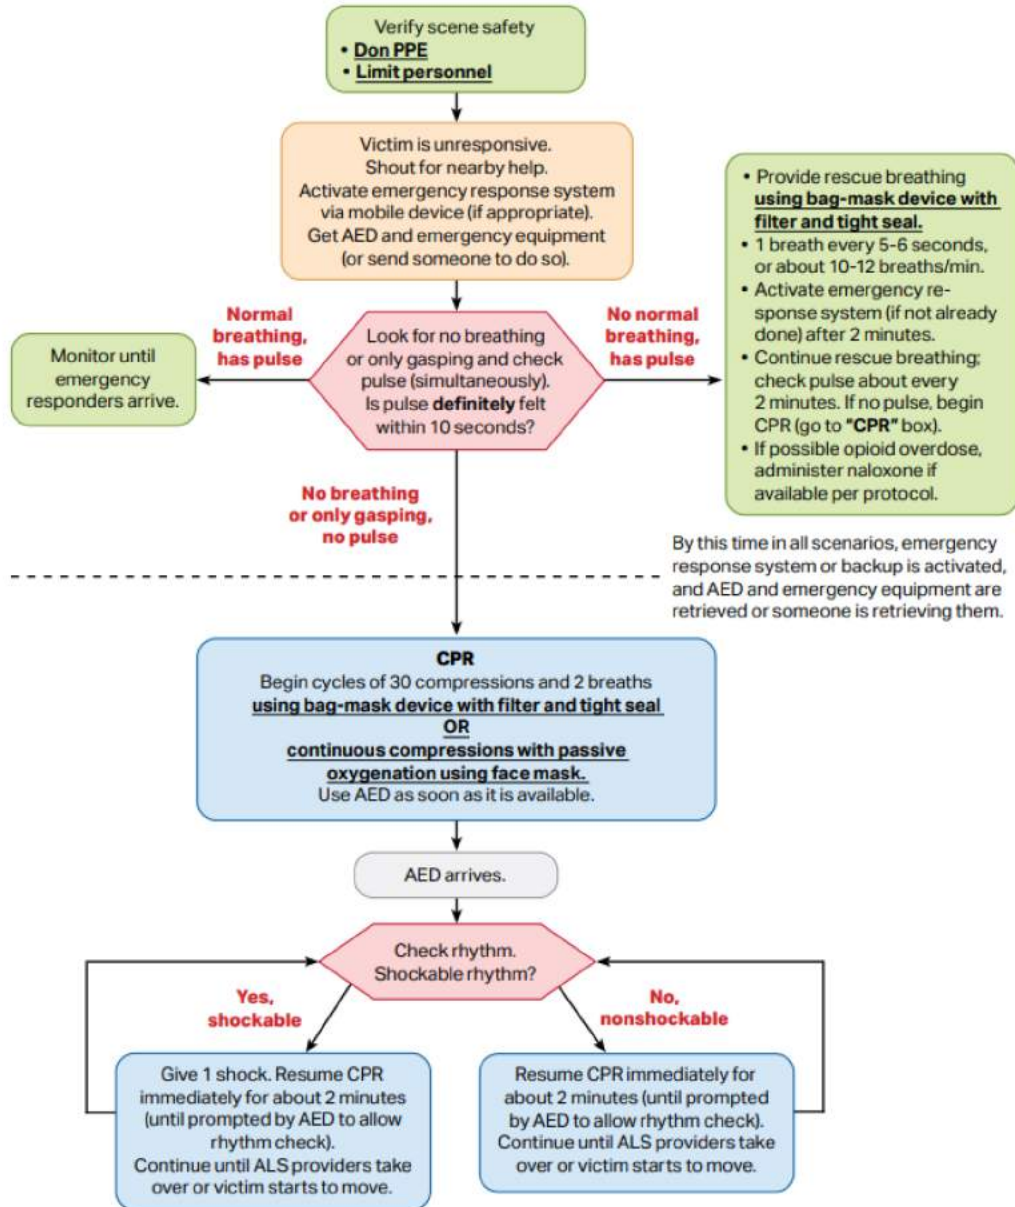 Verify scene safety
• Don PPE
• Limit personnel
Victim is unresponsive.
Shout for nearby help.
Activate emergency response system
via mobile device (if appropriate).
Get AED and emergency equipment
(or send someone to do so).
Normal
breathing,
has pulse
Monitor until
emergency
responders arrive.
Look for no breathing
or only gasping and check
pulse (simultaneously).
Is pulse definitely felt
within 10 seconds?
No normal
breathing,
has pulse
• Provide rescue breathing
using bag-mask device with
filter and tight seal.
• 1 breath every 5-6 seconds,
or about 10-12 breaths/min.
• Activate emergency re-
sponse system (if not already
done) after 2 minutes.
• Continue rescue breathing;
check pulse about every
2 minutes. If no pulse, begin
CPR (go to "CPR" box).
• If possible opioid overdose,
administer naloxone if
available per protocol.
No breathing
or only gasping,
no pulse
By this time in all scenarios, emergency
response system or backup is activated,
and AED and emergency equipment are
retrieved or someone is retrieving them.
CPR
Begin cycles of 30 compressions and 2 breaths
using bag-mask device with filter and tight seal
OR
continuous compressions with passive
oxygenation using face mask.
Use AED as soon as it is available.
AED arrives.
Check rhythm.
Shockable rhythm?
Yes,
shockable
No,
nonshockable
Give 1 shock. Resume CPR
immediately for about 2 minutes
(until prompted by AED to allow
rhythm check).
Continue until ALS providers take
over or victim starts to move.
Resume CPR immediately for
about 2 minutes (until prompted
by AED to allow rhythm check).
Continue until ALS providers take
over or victim starts to move.